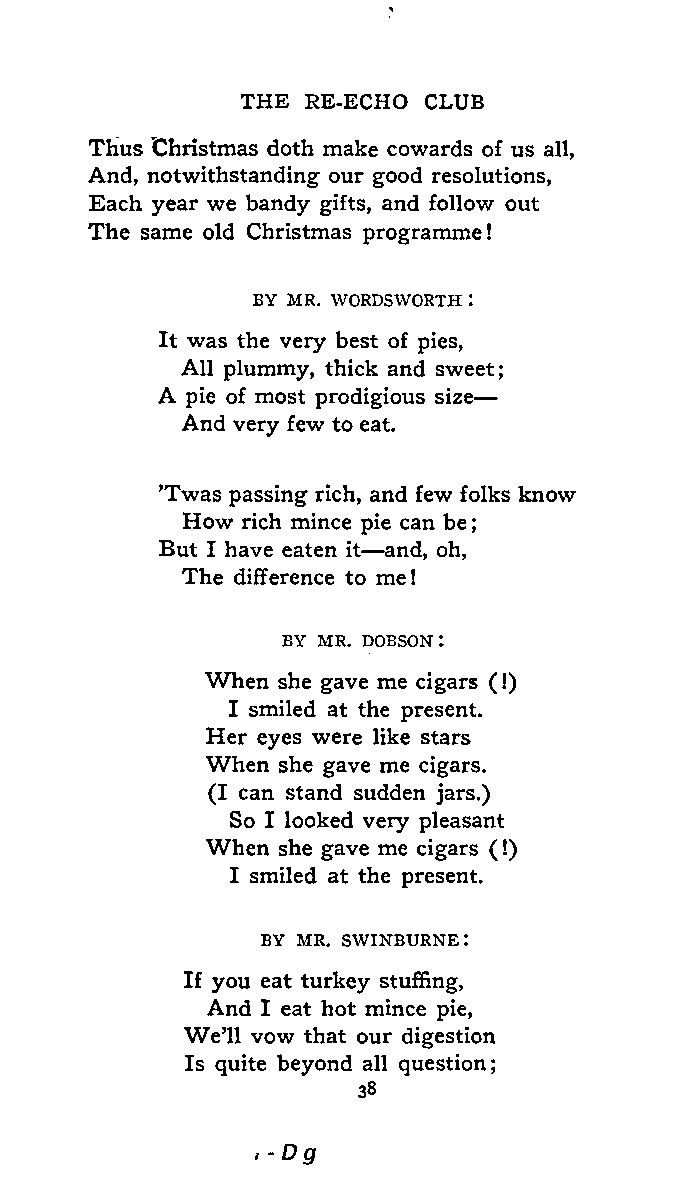 THE RE-ECHO CLUB
Thus Christmas doth make cowards of us all,
And, notwithstanding our good resolutions,
Each year we bandy gifts, and follow out
The same old Christmas programme!
BY MR. WORDSWORTH:
It was the very best of pies,
All plummy, thick and sweet;
A pie of most prodigious size—
And very few to eat.
'Twas passing rich, and few folks know
How rich mince pie can be;
But I have eaten it—and, oh,
The difference to me!
BY MR. DOBSON:
When she gave me cigars (!)
I smiled at the present.
Her eyes were like stars
When she gave me cigars.
(I can stand sudden jars.)
So I looked very pleasant
When she gave me cigars (!)
I smiled at the present.
BY MR. SWINBURNE:
If you eat turkey stuffing,
And I eat hot mince pie,
We'll vow that our digestion
Is quite beyond all question;
38
-Dg